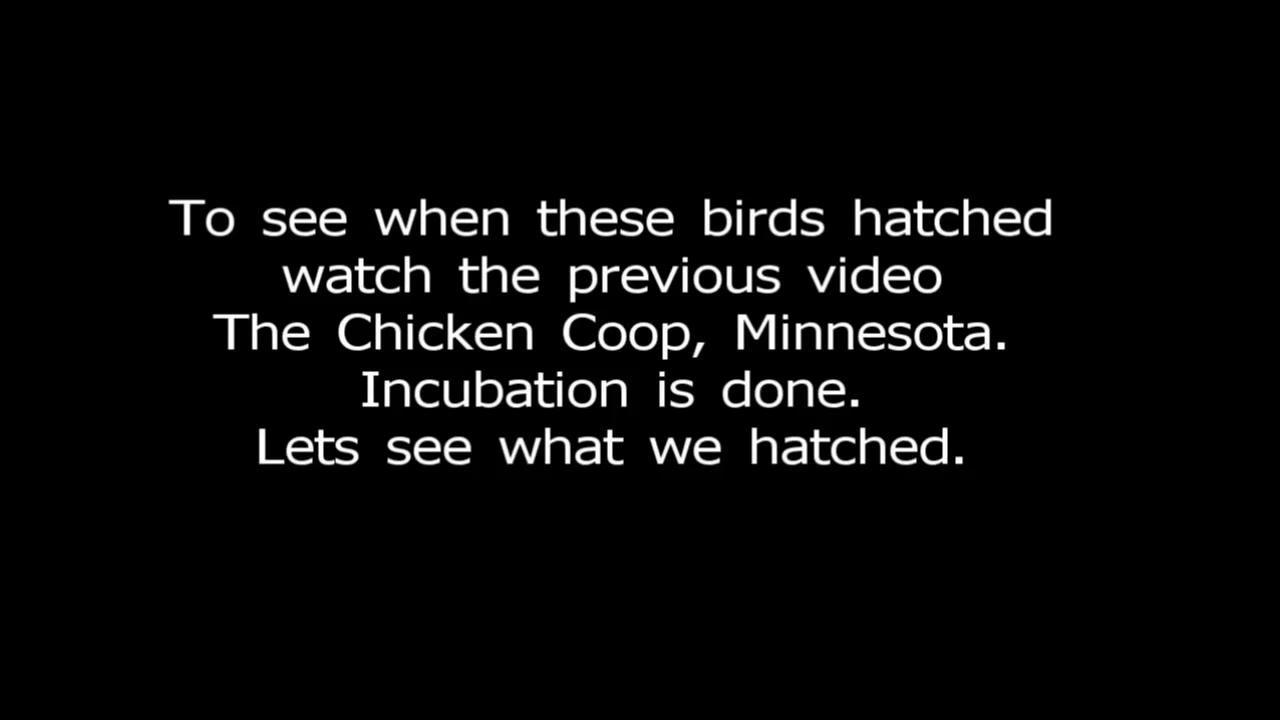 To see when these birds hatched
watch the previous video
The Chicken Coop, Minnesota.
Incubation is done.
Lets see what we hatched.